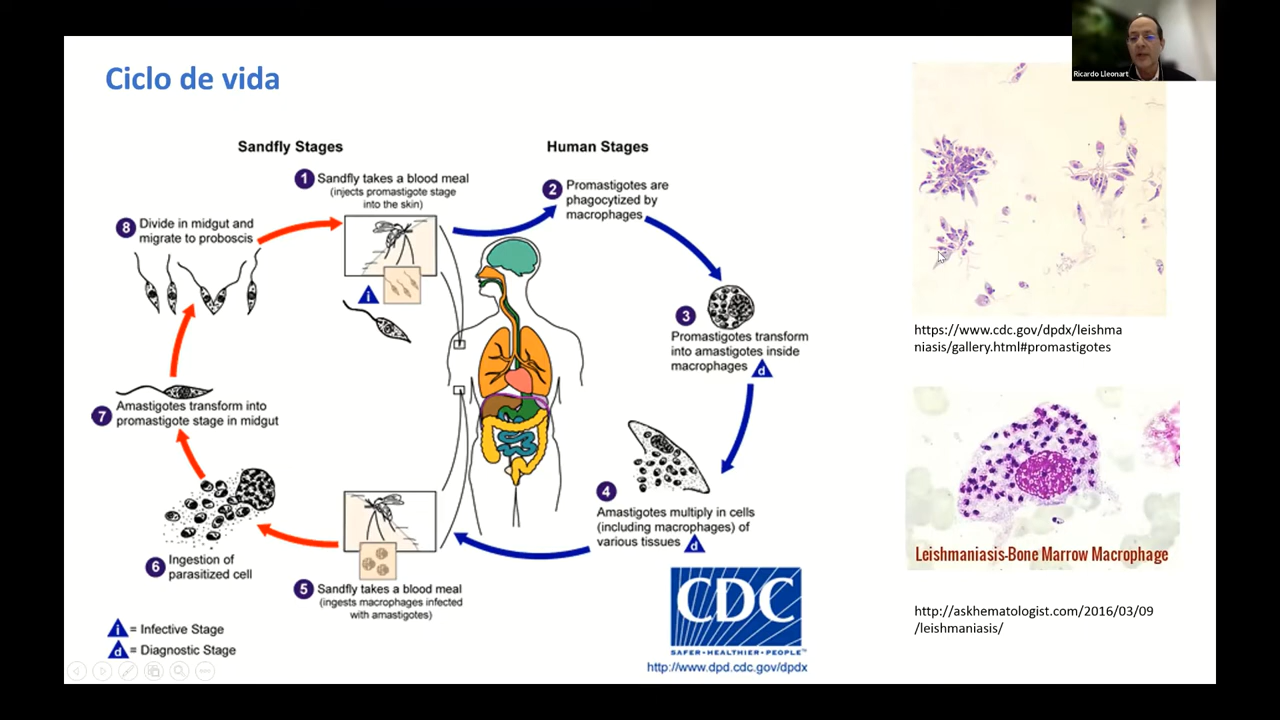 Ciclo de vida
Sandfly Stages
Human Stages
1 Sandfly takes a blood meal
(injects promastigote stage
into the skin)
2 Promastigotes are
phagocytized by
macrophages
3
Promastigotes transform
into amastigotes inside
macrophages d
4
Amastigotes multiply in cells
(including macrophages) of
various tissues d
5 Sandfly takes a blood meal
(ingests macrophages infected
with amastigotes)
6 Ingestion of
parasitized cell
7 Amastigotes transform into
promastigote stage in midgut
8 Divide in midgut and
migrate to proboscis
i
i = Infective Stage
d = Diagnostic Stage
CDC
SAFER • HEALTHIER • PEOPLE™
http://www.dpd.cdc.gov/dpdx
Ricardo Lleonart
https://www.cdc.gov/dpdx/leishma
niasis/gallery.html#promastigotes
Leishmaniasis-Bone Marrow Macrophage
http://askhematologist.com/2016/03/09
/leishmaniasis/